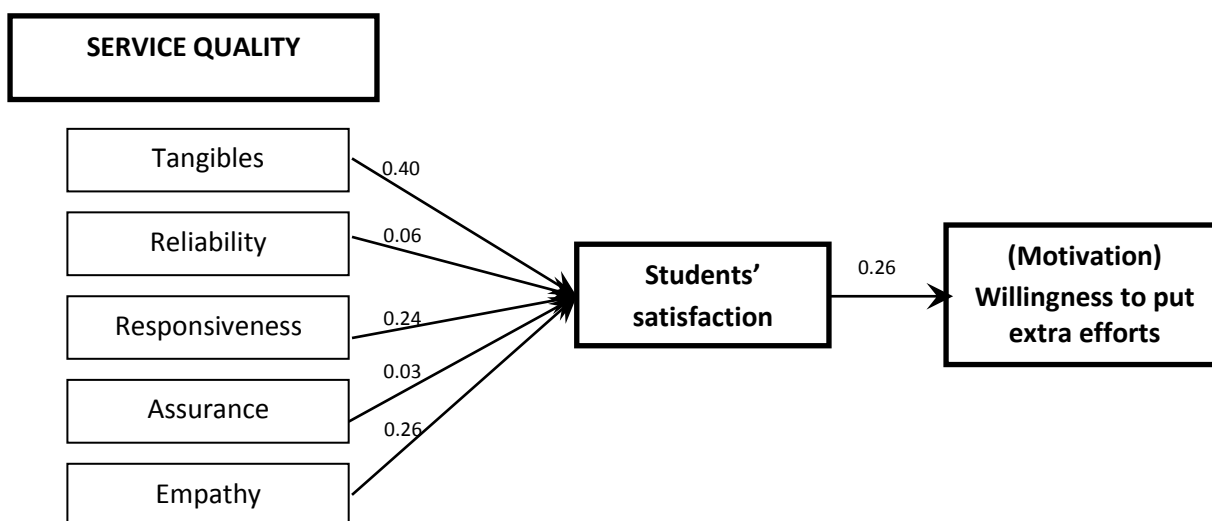 SERVICE QUALITY
Tangibles
0.40
Reliability
0.06
Responsiveness
0.24
Assurance
0.03
Empathy
0.26
Students’
satisfaction
0.26
(Motivation)
Willingness to put
extra efforts